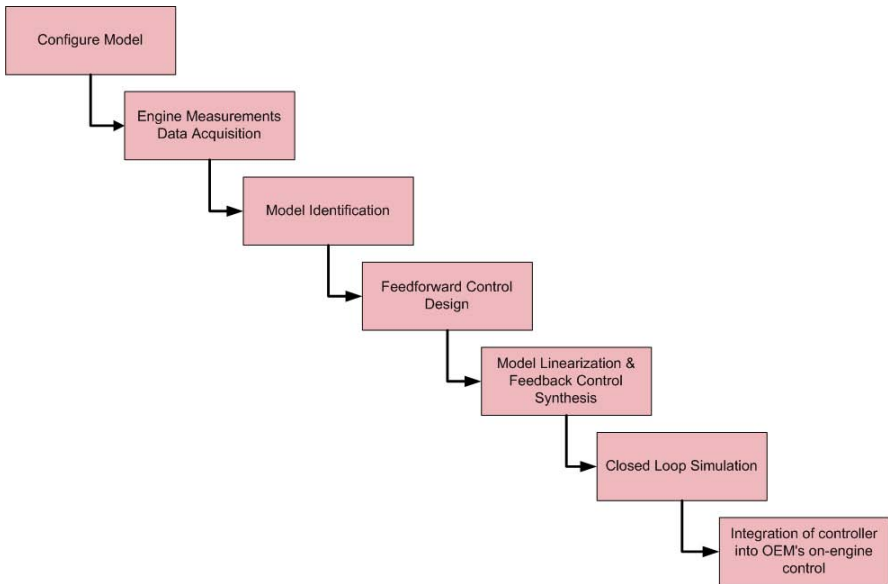 Configure Model
Engine Measurements
Data Acquisition
Model Identification
Feedforward Control
Design
Model Linearization &
Feedback Control
Synthesis
Closed Loop Simulation
Integration of controller
into OEM's on-engine
control